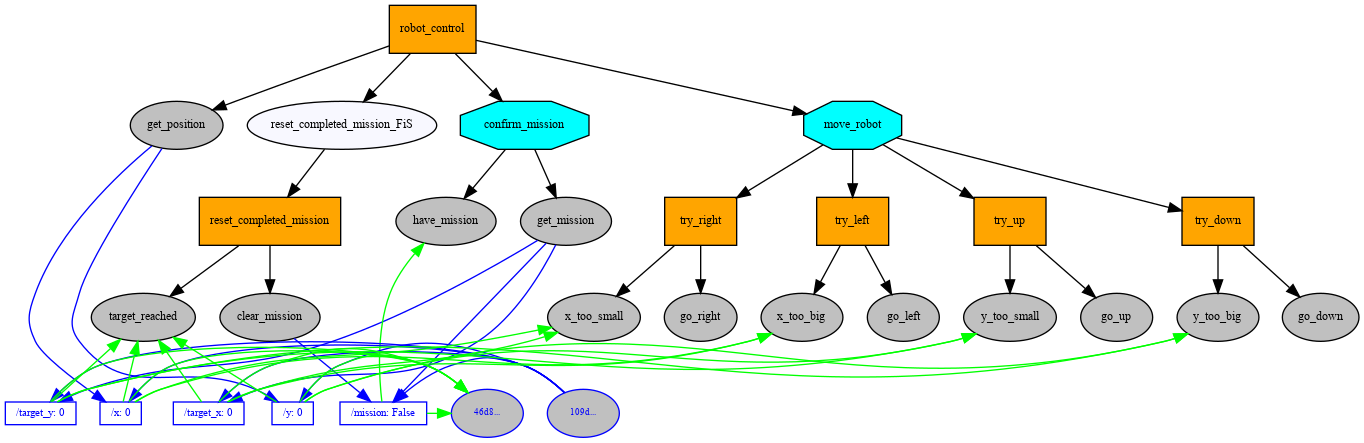 robot_control
get_position
reset_completed_mission_FiS
confirm_mission
move_robot
reset_completed_mission
have_mission
get_mission
try_right
try_left
try_up
try_down
target_reached
clear_mission
x_too_small
go_right
x_too_big
go_left
y_too_small
go_up
y_too_big
go_down
/target_y: 0
/x: 0
/target_x: 0
/y: 0
/mission: False
46d8...
109d...